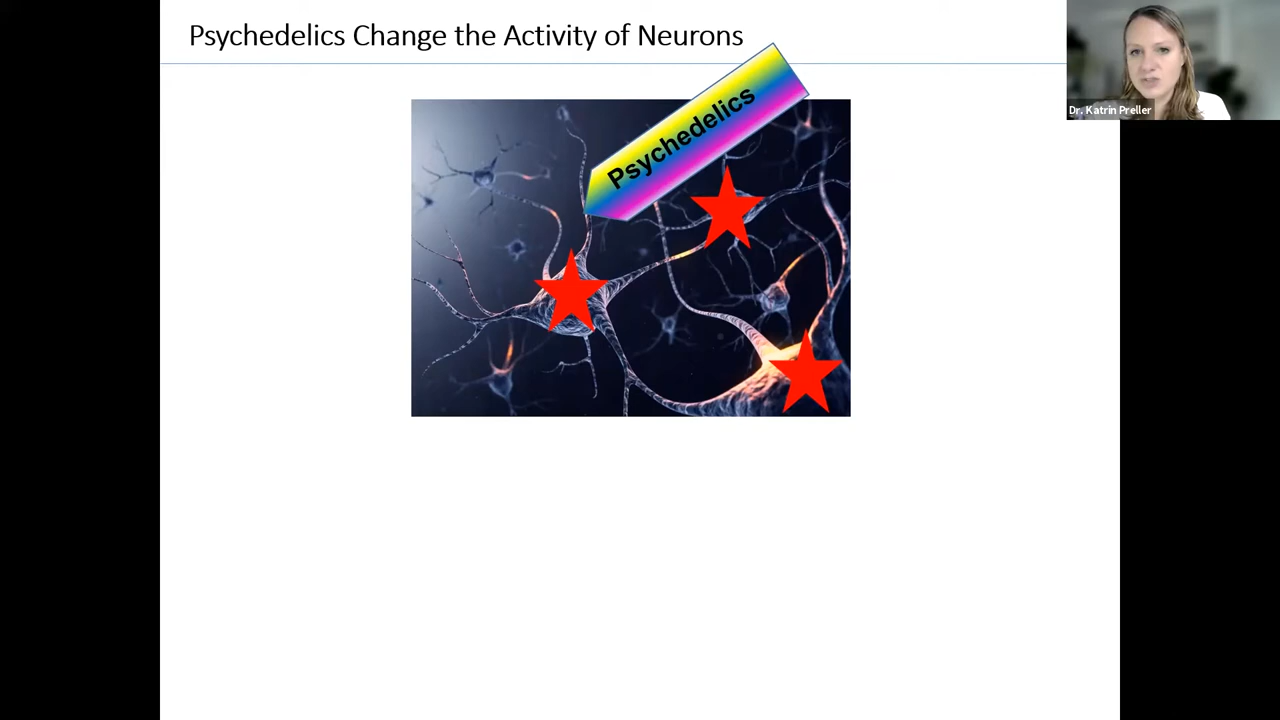 Psychedelics Change the Activity of Neurons
Psychedelics
Dr. Katrin Preller